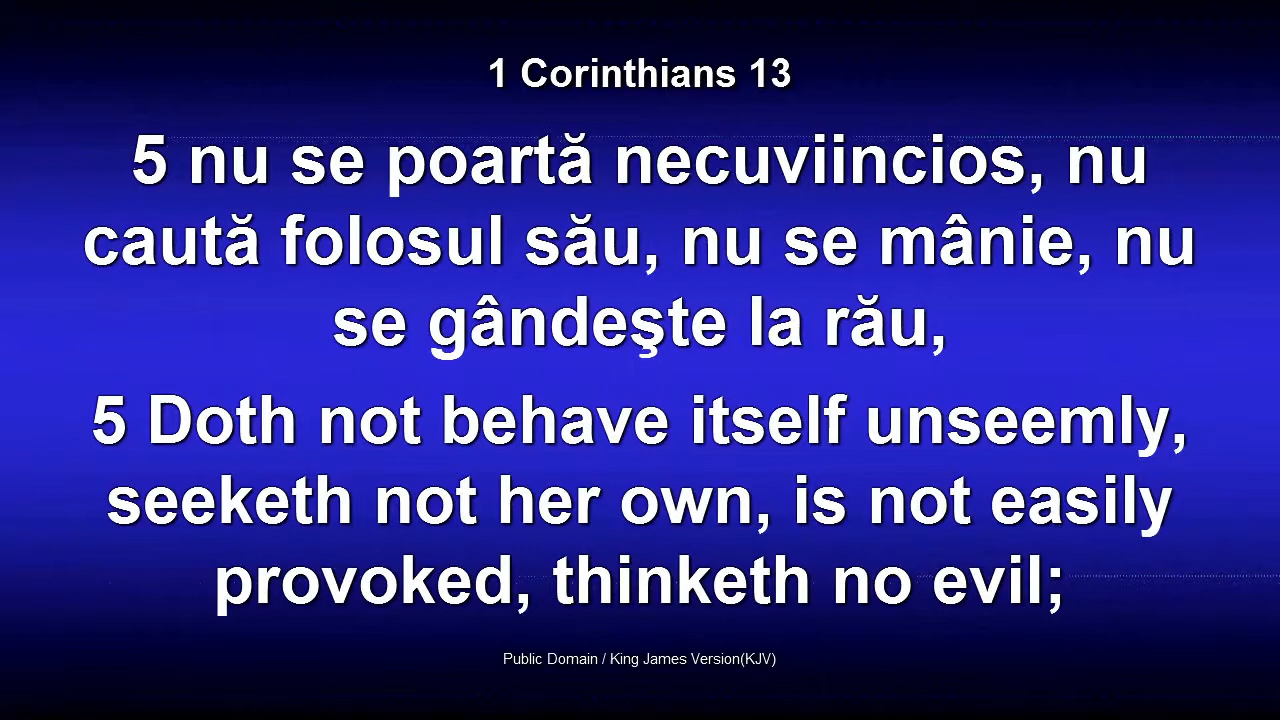 1 Corinthians 13
5 nu se poartă necuviincios, nu
caută folosul său, nu se mânie, nu
se gândeşte la rău,
5 Doth not behave itself unseemly,
seeketh not her own, is not easily
provoked, thinketh no evil;
Public Domain / King James Version(KJV)